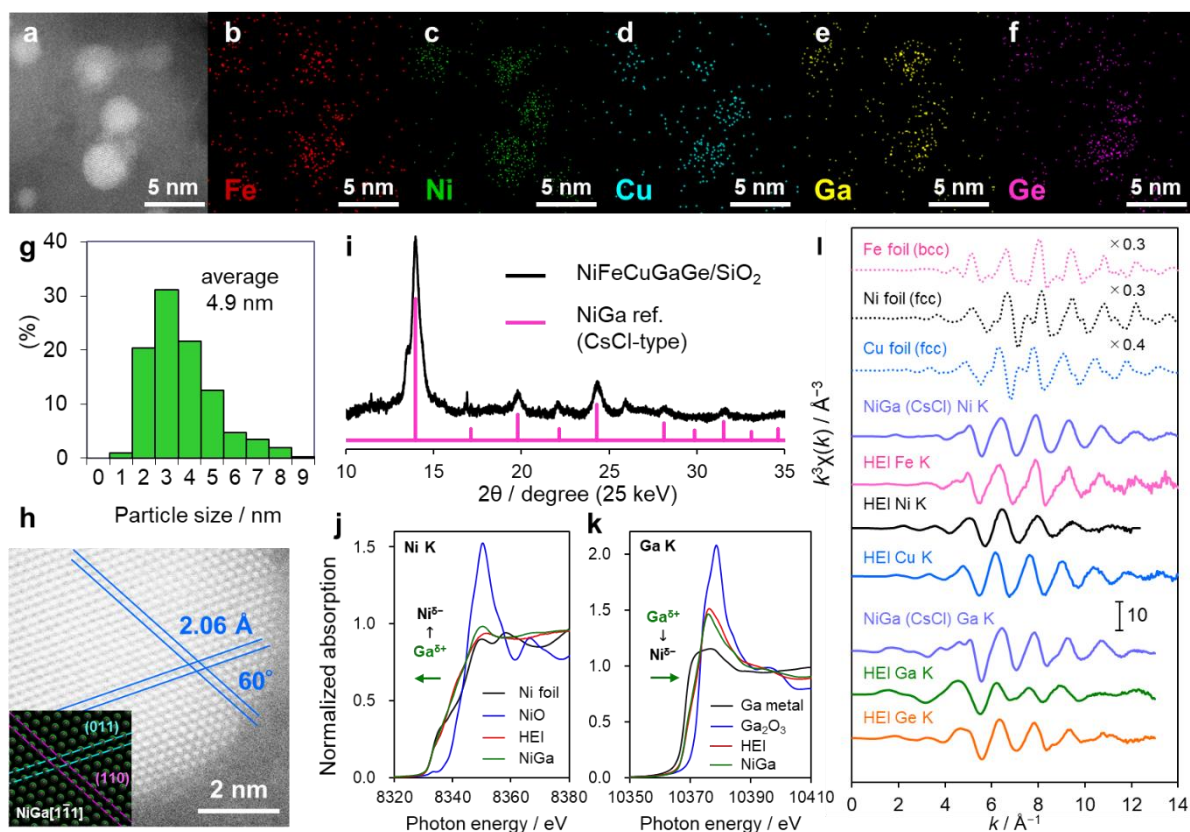 a
b
c
d
e
f
Fe
Ni
Cu
Ga
Ge
5 nm
5 nm
5 nm
5 nm
5 nm
5 nm
g
40
30
20
10
0
(%)
average
4.9 nm
0 1 2 3 4 5 6 7 8 9
Particle size / nm
i
NiFeCuGaGe/SiO₂
NiGa ref.
(CsCl-type)
10 15 20 25 30 35
2θ / degree (25 keV)
h
2.06 Å
60°
(011)
(110)
NiGa[11̄1]
2 nm
j
Ni K
1.5
1.0
0.5
0.0
Normalized absorption
Niδ−
↑
Gaδ+
Ni foil
NiO
HEI
NiGa
8320 8340 8360 8380
Photon energy / eV
k
Ga K
2.0
1.5
1.0
0.5
0.0
Gaδ+
↓
Niδ−
Ga metal
Ga₂O₃
HEI
NiGa
10350 10370 10390 10410
Photon energy / eV
l
k³χ(k) / Å⁻³
Fe foil (bcc)
×0.3
Ni foil (fcc)
×0.3
Cu foil (fcc)
×0.4
NiGa (CsCl) Ni K
HEI Fe K
HEI Ni K
HEI Cu K
10
NiGa (CsCl) Ga K
HEI Ga K
HEI Ge K
0 2 4 6 8 10 12 14
k / Å⁻¹